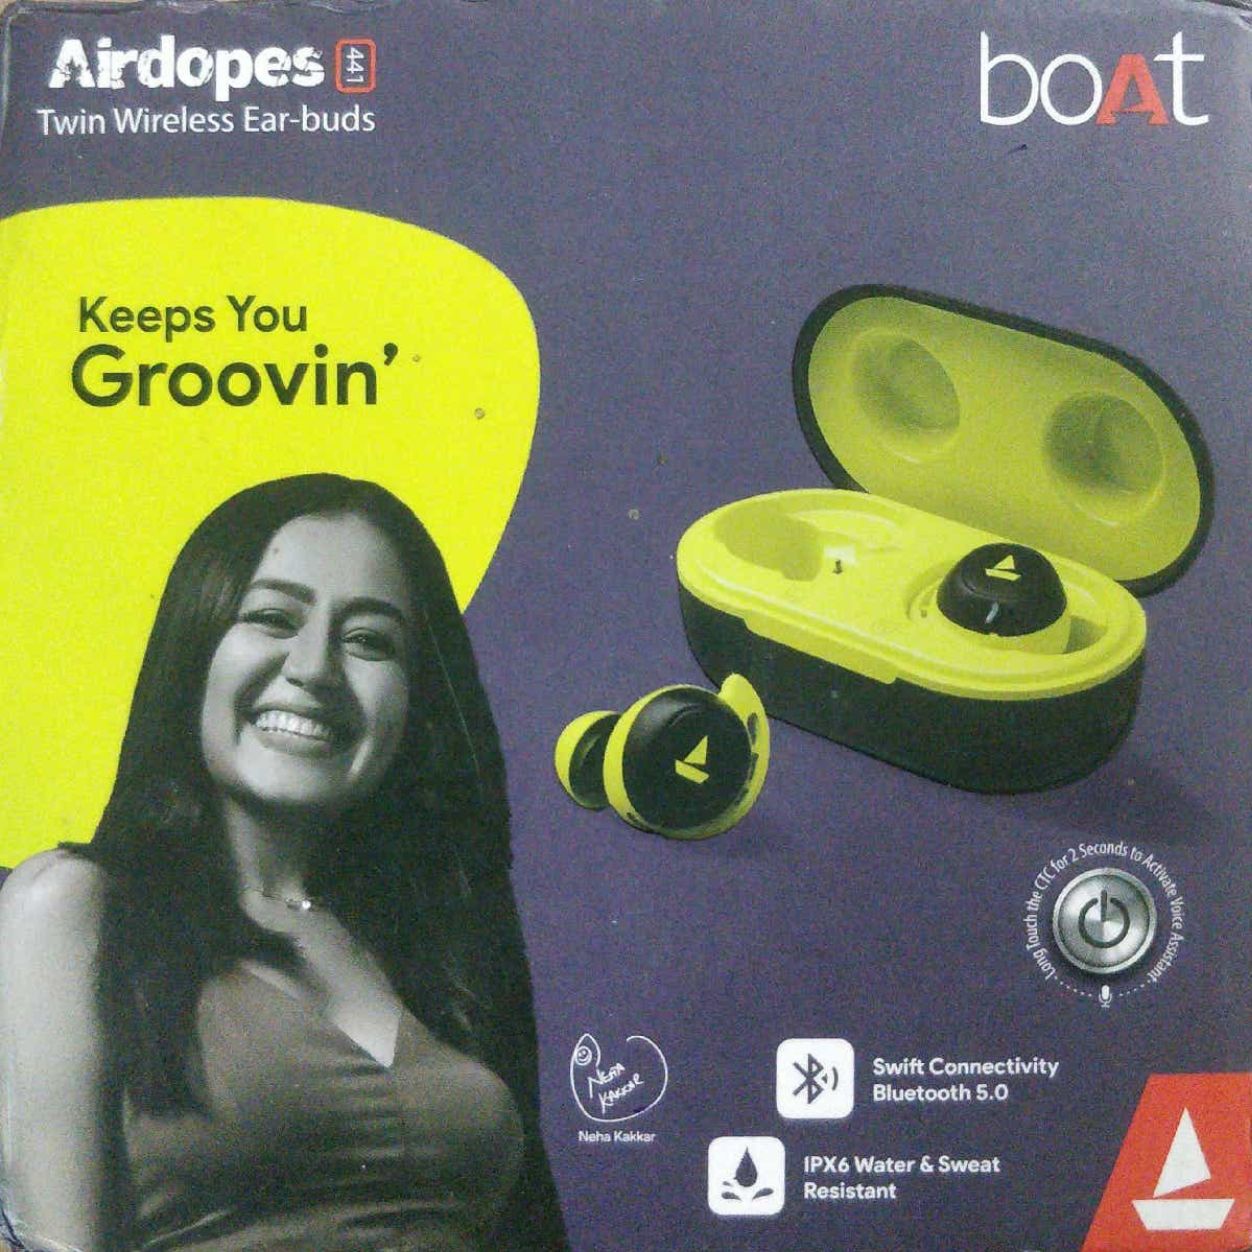 Airdopes 441
Twin Wireless Ear-buds
boAt
Keeps You
Groovin'
Long Touch the CTC for 2 Seconds to Activate Voice Assistant
NEHA
KAKKAR
Neha Kakkar
Swift Connectivity
Bluetooth 5.0
IPX6 Water & Sweat
Resistant